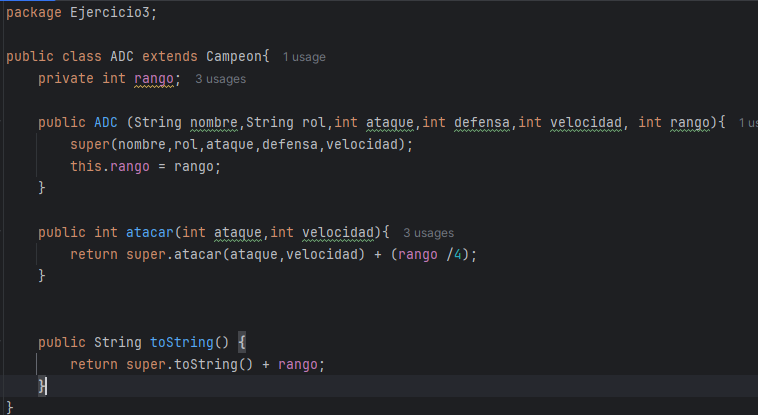 package Ejercicio3;
public class ADC extends Campeon{ 1 usage
private int rango; 3 usages
public ADC (String nombre,String rol,int ataque,int defensa,int velocidad, int rango){ 1 us
super(nombre,rol,ataque,defensa,velocidad);
this.rango = rango;
}
public int atacar(int ataque,int velocidad){ 3 usages
return super.atacar(ataque,velocidad) + (rango /4);
}
public String toString() {
return super.toString() + rango;
}
}